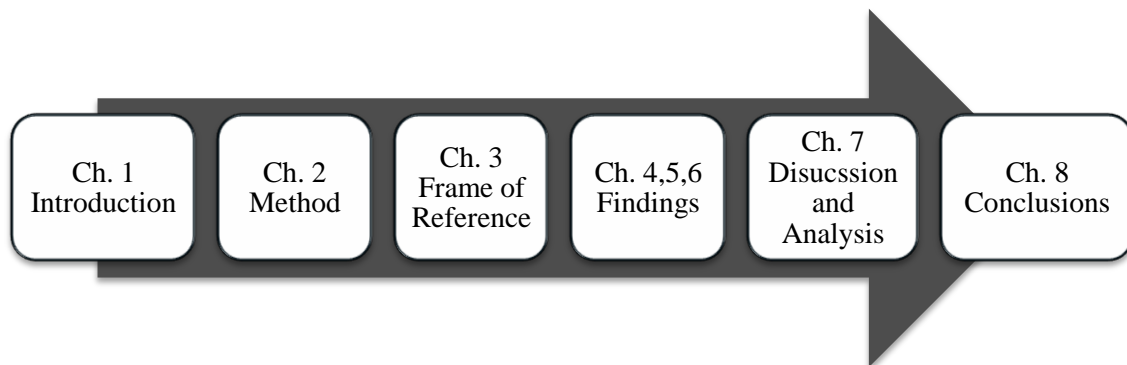 Ch. 1
Introduction
Ch. 2
Method
Ch. 3
Frame of
Reference
Ch. 4,5,6
Findings
Ch. 7
Disucssion
and
Analysis
Ch. 8
Conclusions